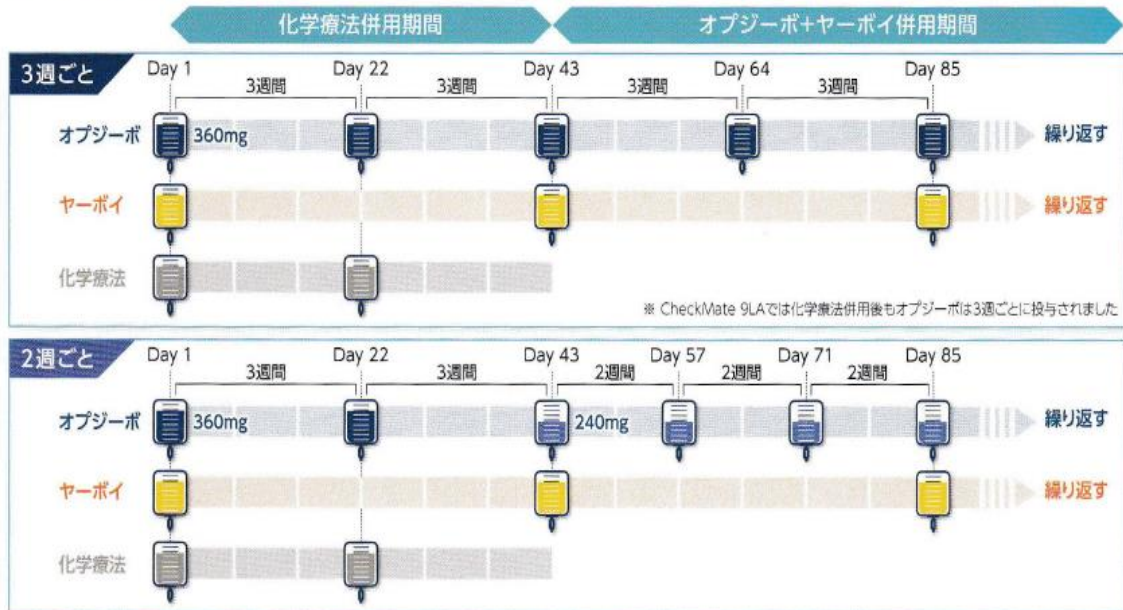 化学療法併用期間 オプジーボ+ヤーボイ併用期間
3週ごと Day 1 Day 22 Day 43 Day 64 Day 85
3週間 3週間 3週間 3週間
オプジーボ 360mg 繰り返す
ヤーボイ 繰り返す
化学療法
※ CheckMate 9LAでは化学療法併用後もオプジーボは3週ごとに投与されました
2週ごと Day 1 Day 22 Day 43 Day 57 Day 71 Day 85
3週間 3週間 2週間 2週間 2週間
オプジーボ 360mg 240mg 繰り返す
ヤーボイ 繰り返す
化学療法